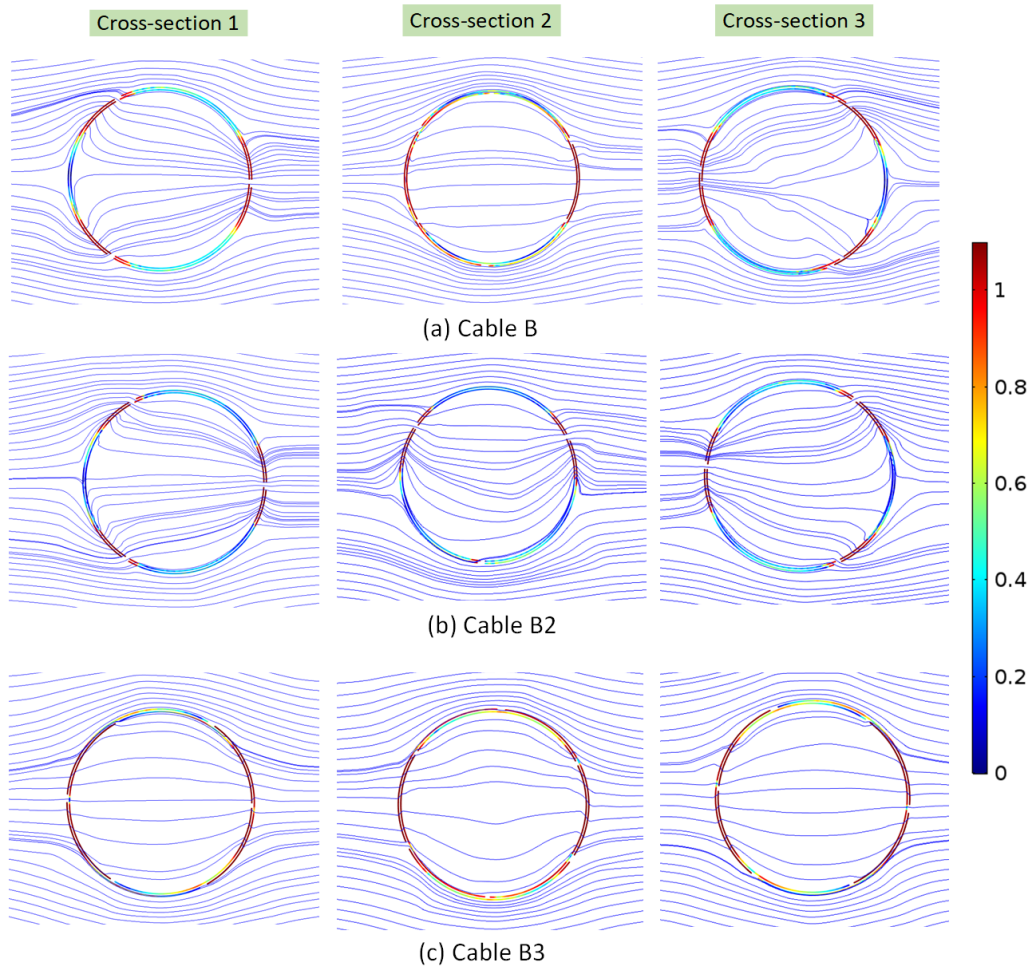 Cross-section 1
Cross-section 2
Cross-section 3
(a) Cable B
(b) Cable B2
(c) Cable B3
1
0.8
0.6
0.4
0.2
0